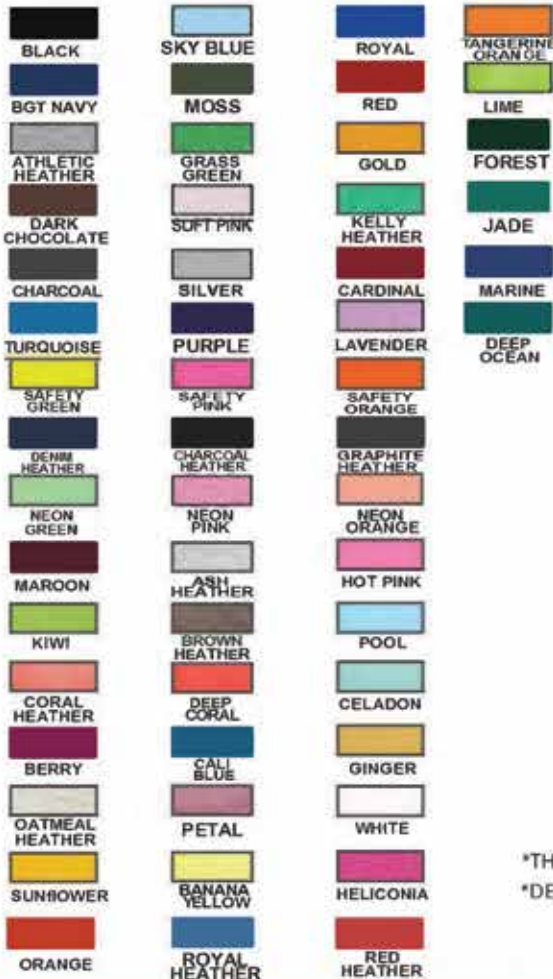 BLACK
SKY BLUE
ROYAL
TANGERINE
ORANGE
BGT NAVY
MOSS
RED
LIME
ATHLETIC
HEATHER
GRASS
GREEN
GOLD
FOREST
DARK
CHOCOLATE
SOFT PINK
KELLY
HEATHER
JADE
CHARCOAL
SILVER
CARDINAL
MARINE
TURQUOISE
PURPLE
LAVENDER
DEEP
OCEAN
SAFETY
GREEN
SAFETY
PINK
SAFETY
ORANGE
DENIM
HEATHER
CHARCOAL
HEATHER
GRAPHITE
HEATHER
NEON
GREEN
NEON
PINK
NEON
ORANGE
MAROON
ASH
HEATHER
HOT PINK
KIWI
BROWN
HEATHER
POOL
CORAL
HEATHER
DEEP
CORAL
CELADON
BERRY
CALI
BLUE
GINGER
OATMEAL
HEATHER
PETAL
WHITE
SUNflOWER
BANANA
YELLOW
HELICONIA
*TH
*DE
ORANGE
ROYAL
HEATHER
RED
HEATHER